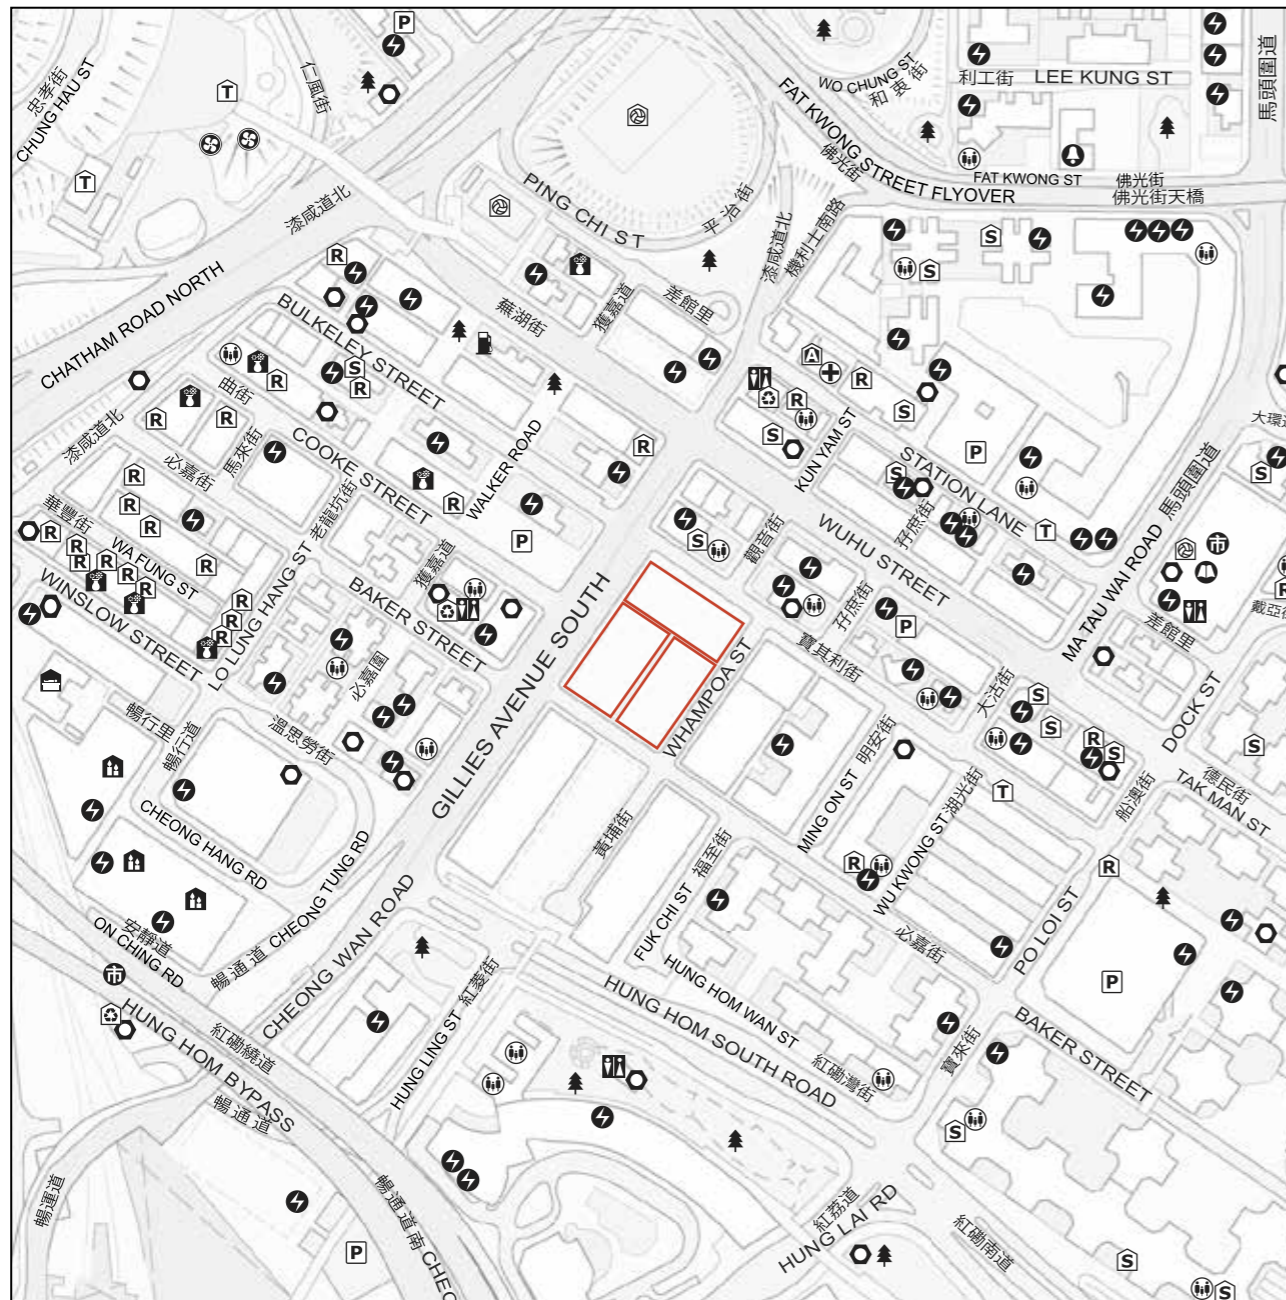 P
忠孝街
CHUNG HAU ST
仁風街
T
T
WO CHUNG ST
和衷街
利工街
LEE KUNG ST
馬頭圍道
FAT KWONG STREET FLYOVER
佛光街
FAT KWONG ST
佛光街
佛光街天橋
PING CHI ST
平治街
漆咸道北
漆咸道北
機利士南路
S
S
CHATHAM ROAD NORTH
R
BULKELEY STREET
蕪湖街
獲嘉道
差館里
S
R
R
曲街
漆咸道北
R
R
必嘉街
馬來街
COOKE STREET
WALKER ROAD
R
R
A
R
R
S
S
KUN YAM ST
STATION LANE
P
S
大環道
S
馬頭圍道
MA TAU WAI ROAD
R
R
R
華豐街
WA FUNG ST
R
R
R
R
R
R
R
R
R
R
R
WINSLOW STREET
LO LUNG HANG ST
老龍坑街
獲嘉道
P
BAKER STREET
必嘉圍
溫思勞街
S
觀音街
WUHU STREET
孖庶街
孖庶街
T
P
寶其利街
市
R
戴亞街
差館里
DOCK ST
GILLIES AVENUE SOUTH
WHAMPOA ST
黃埔街
暢行里
暢行道
CHEONG HANG RD
CHEONG TUNG RD
暢通道
大沽街
S
S
R
S
S
船澳街
德民街
TAK MAN ST
MING ON ST
明安街
WU KWONG ST
湖光街
T
R
R
FUK CHI ST
福至街
必嘉街
PO LOI ST
P
安靜道
ON CHING RD
市
CHEONG WAN ROAD
HUNG LING ST
紅菱街
HUNG HOM WAN ST
紅磡灣街
HUNG HOM SOUTH ROAD
寶來街
BAKER STREET
紅磡繞道
HUNG HOM BYPASS
暢通道
暢運道
暢通道南
CHEO
P
S
紅荔道
HUNG LAI RD
紅磡南道
S
S